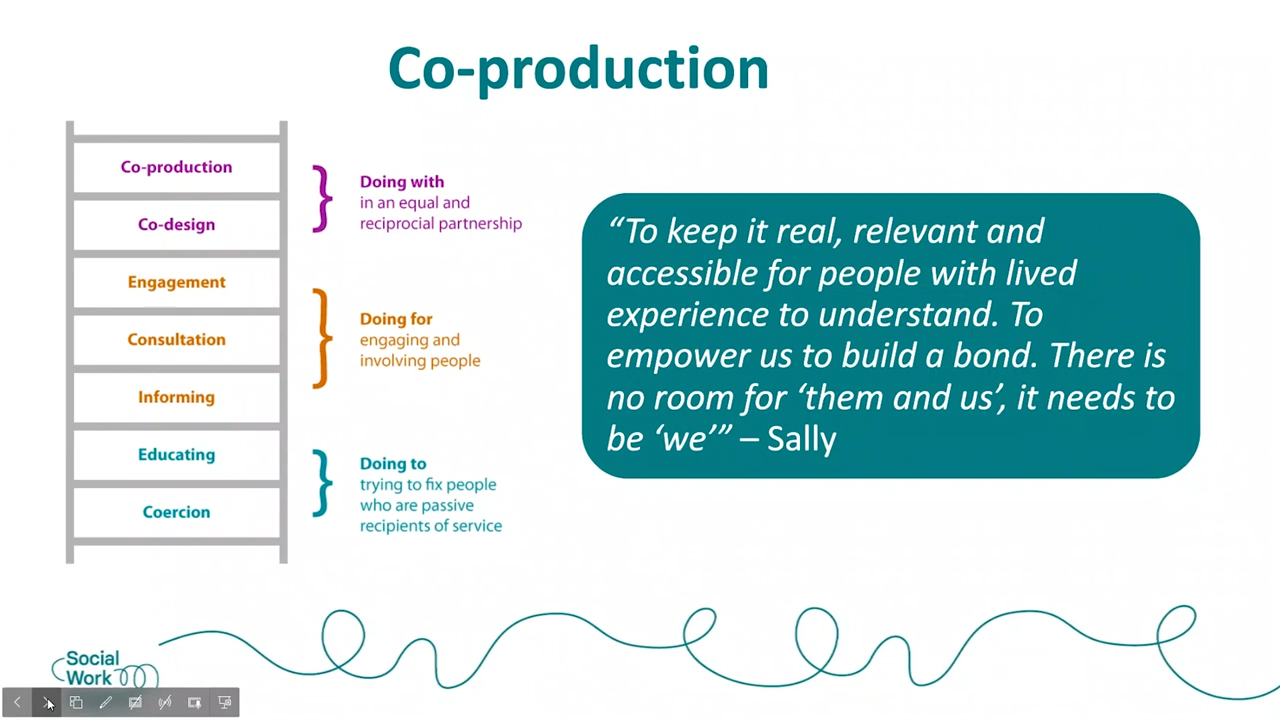 Co-production
Co-production
Co-design
Engagement
Consultation
Informing
Educating
Coercion
Doing with
in an equal and
reciprocial partnership
Doing for
engaging and
involving people
Doing to
trying to fix people
who are passive
recipients of service
“To keep it real, relevant and
accessible for people with lived
experience to understand. To
empower us to build a bond. There is
no room for ‘them and us’, it needs to
be ‘we’” – Sally
Social
Work